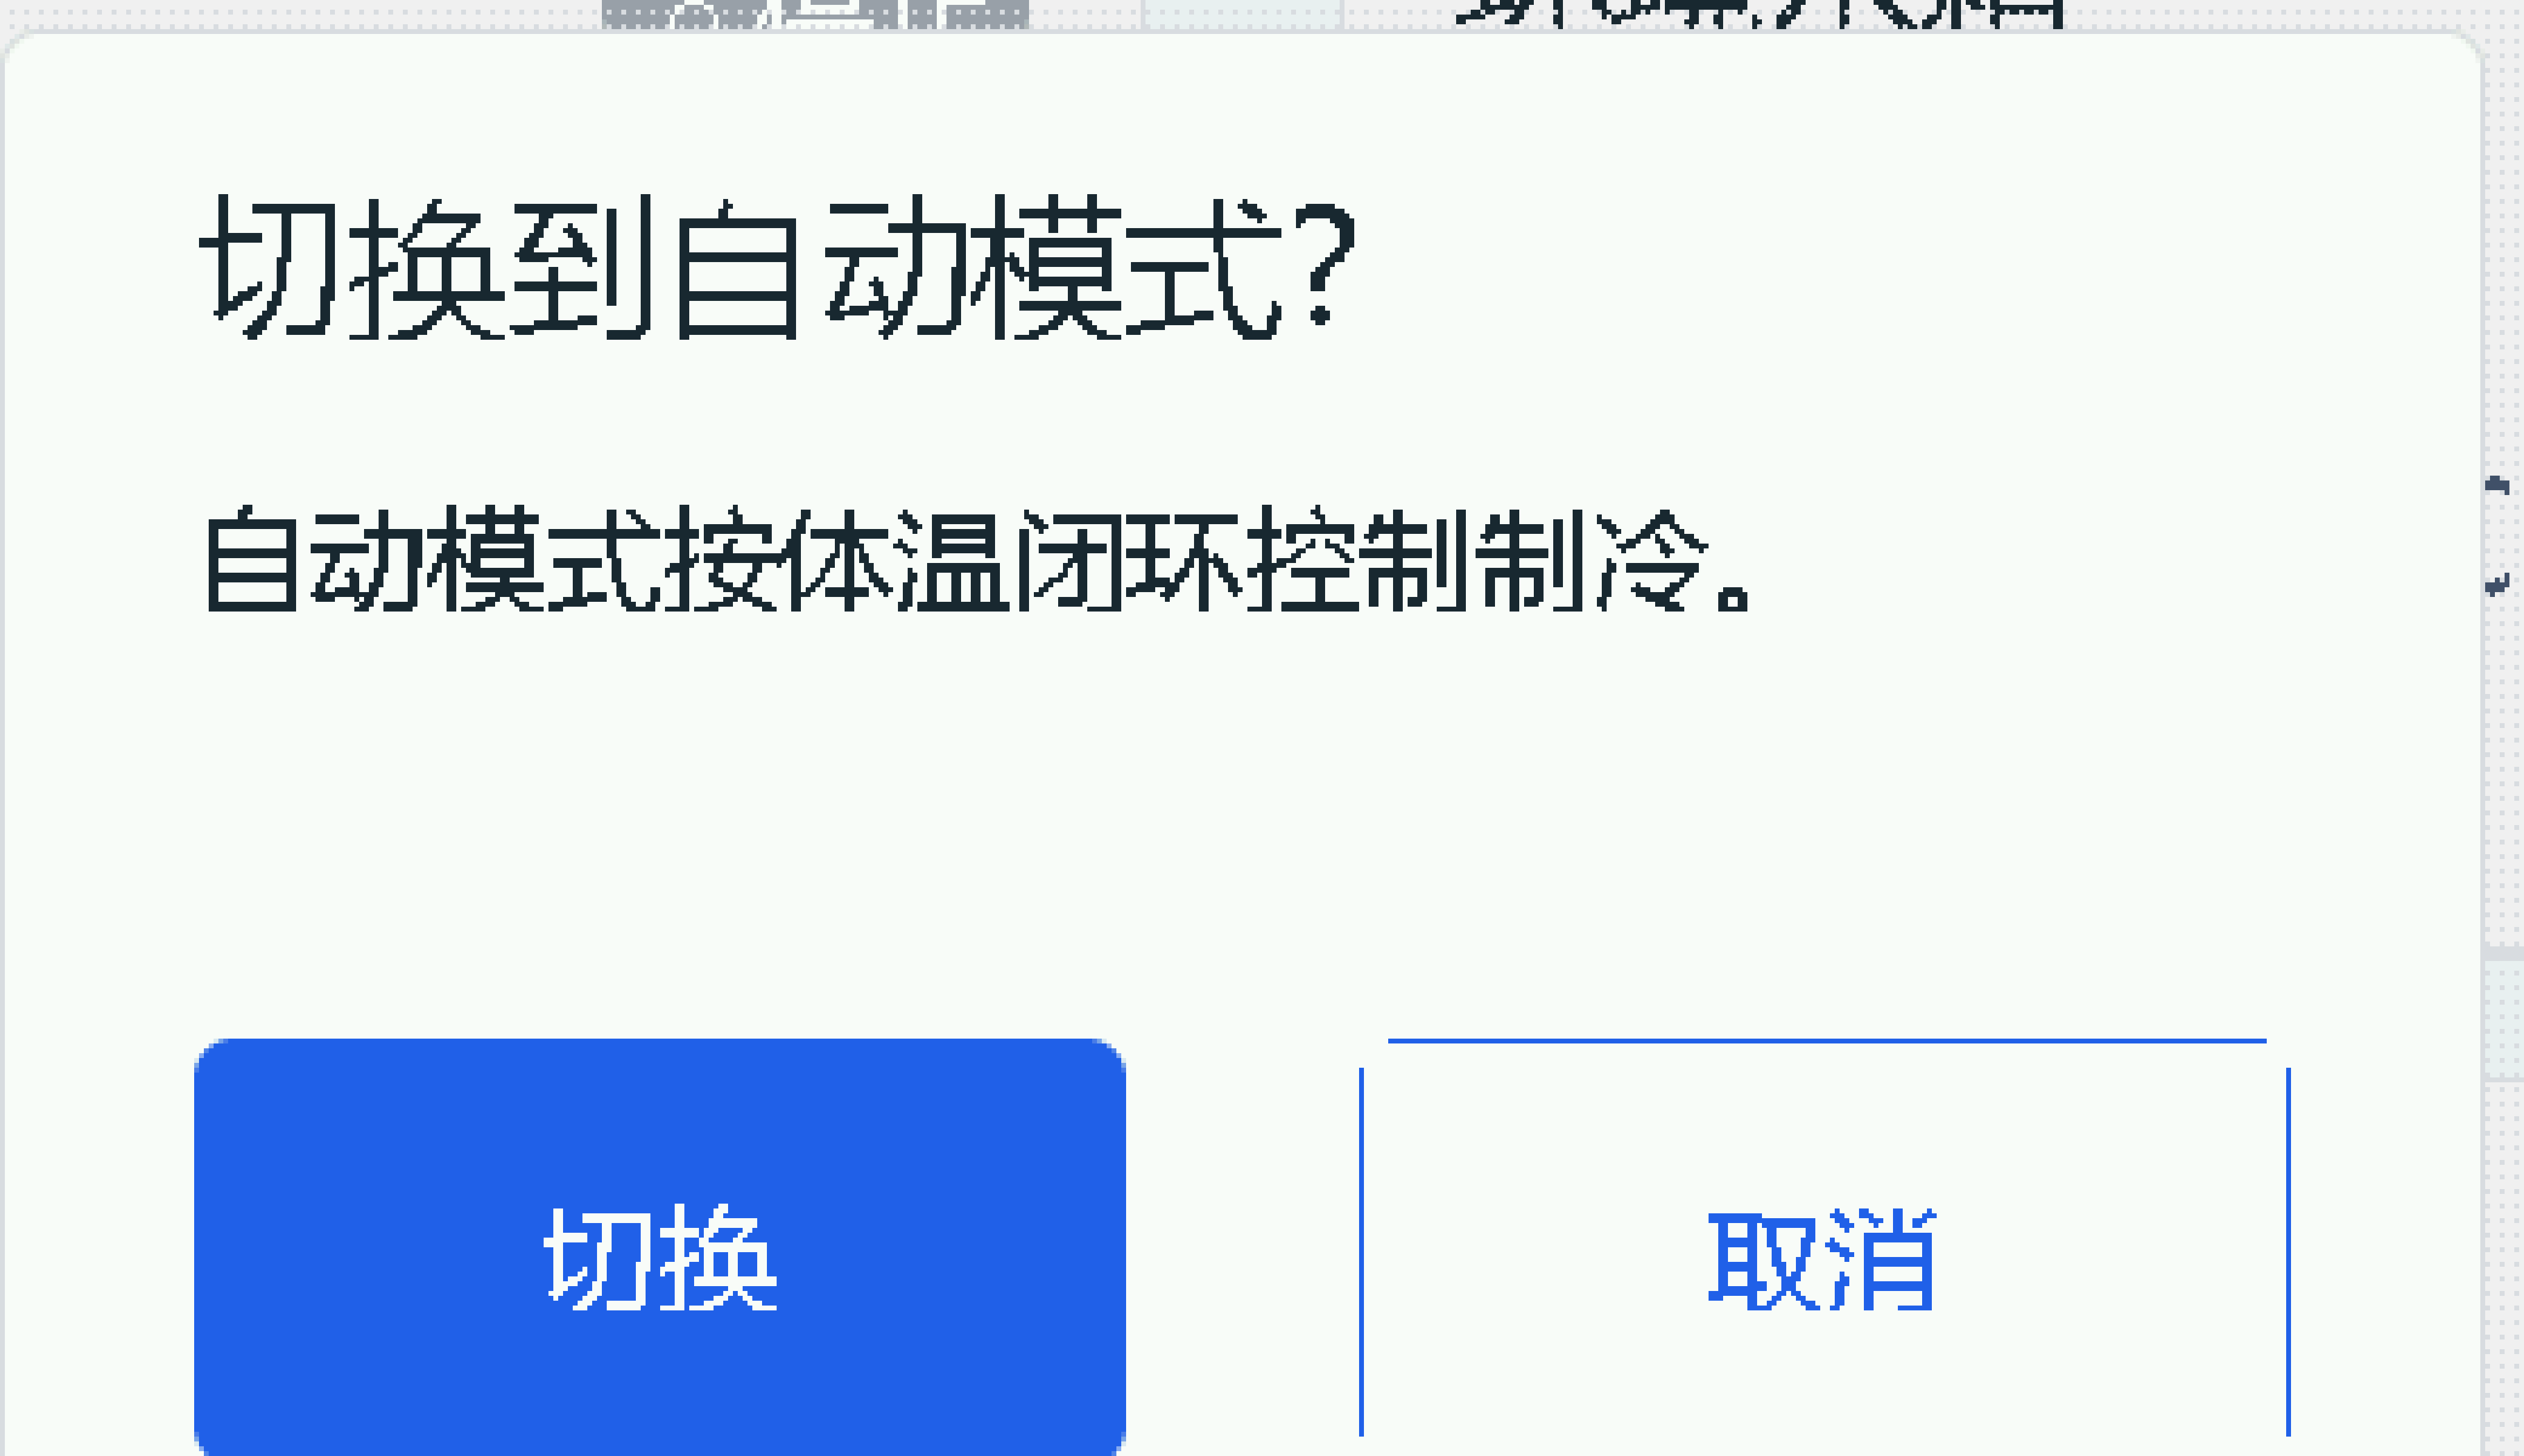 切换到自动模式?
自动模式按体温闭环控制制冷。
切换
取消